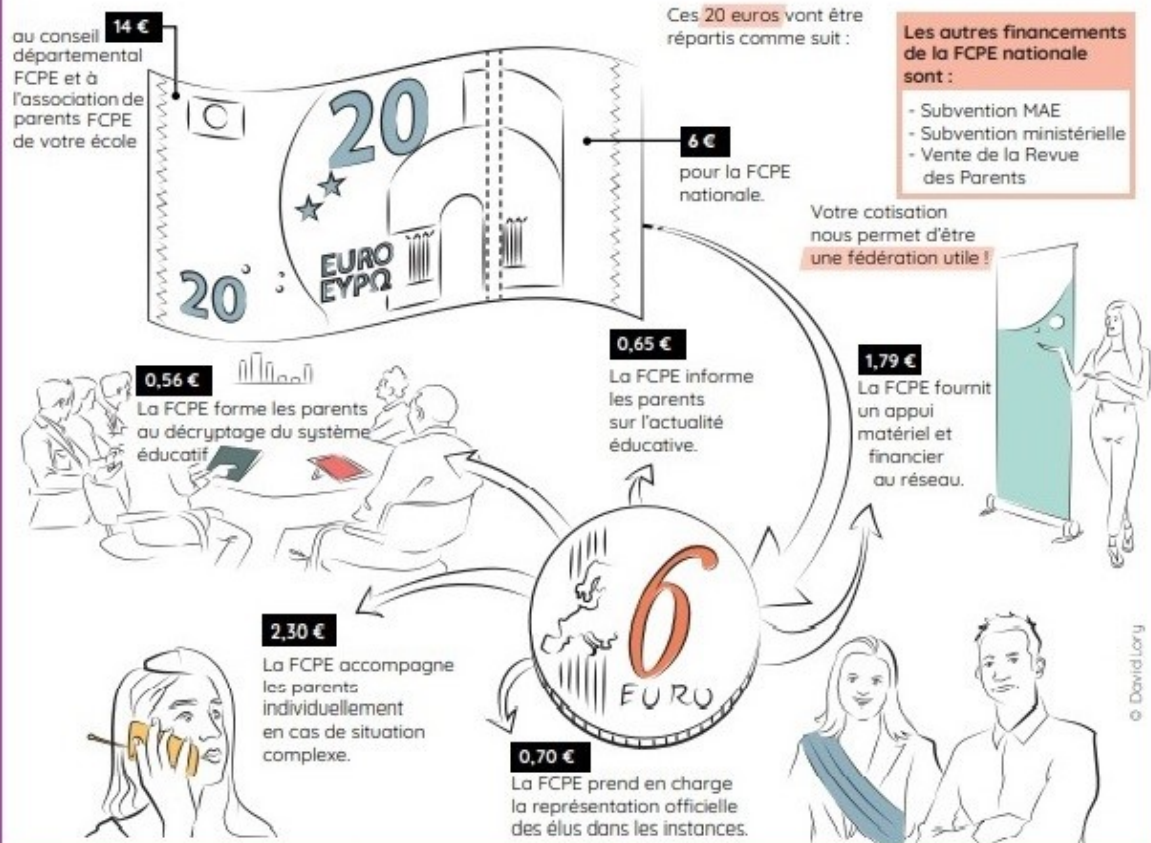 14 €
au conseil
départemental
FCPE et à
l'association de
parents FCPE
de votre école
Ces 20 euros vont être
répartis comme suit :
Les autres financements
de la FCPE nationale
sont :
- Subvention MAE
- Subvention ministérielle
- Vente de la Revue
des Parents
20
20
EURO
ΕΥΡΩ
6 €
pour la FCPE
nationale.
Votre cotisation
nous permet d'être
une fédération utile !
0,56 €
La FCPE forme les parents
au décryptage du système
éducatif
0,65 €
La FCPE informe
les parents
sur l'actualité
éducative.
1,79 €
La FCPE fournit
un appui
matériel et
financier
au réseau.
6
EURO
2,30 €
La FCPE accompagne
les parents
individuellement
en cas de situation
complexe.
0,70 €
La FCPE prend en charge
la représentation officielle
des élus dans les instances.
© David Lory